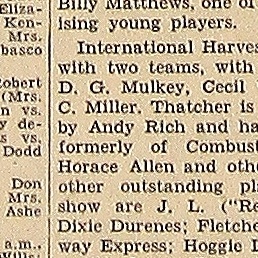 Eliza-
Ken-
Mrs.
basco
Robert
(Mrs.
n vs.
y de-
s vs.
Dodd
Don
Mrs.
Ashe
a.m.,
Billy Matthews, one of
ising young players.
International Harves
with two teams, with
D. G. Mulkey, Cecil
C. Miller. Thatcher is
by Andy Rich and ha
formerly of Combust
Horace Allen and othe
other outstanding pl
show are J. L. ("Re
Dixie Durenes; Fletche
way Express; Hoggie D